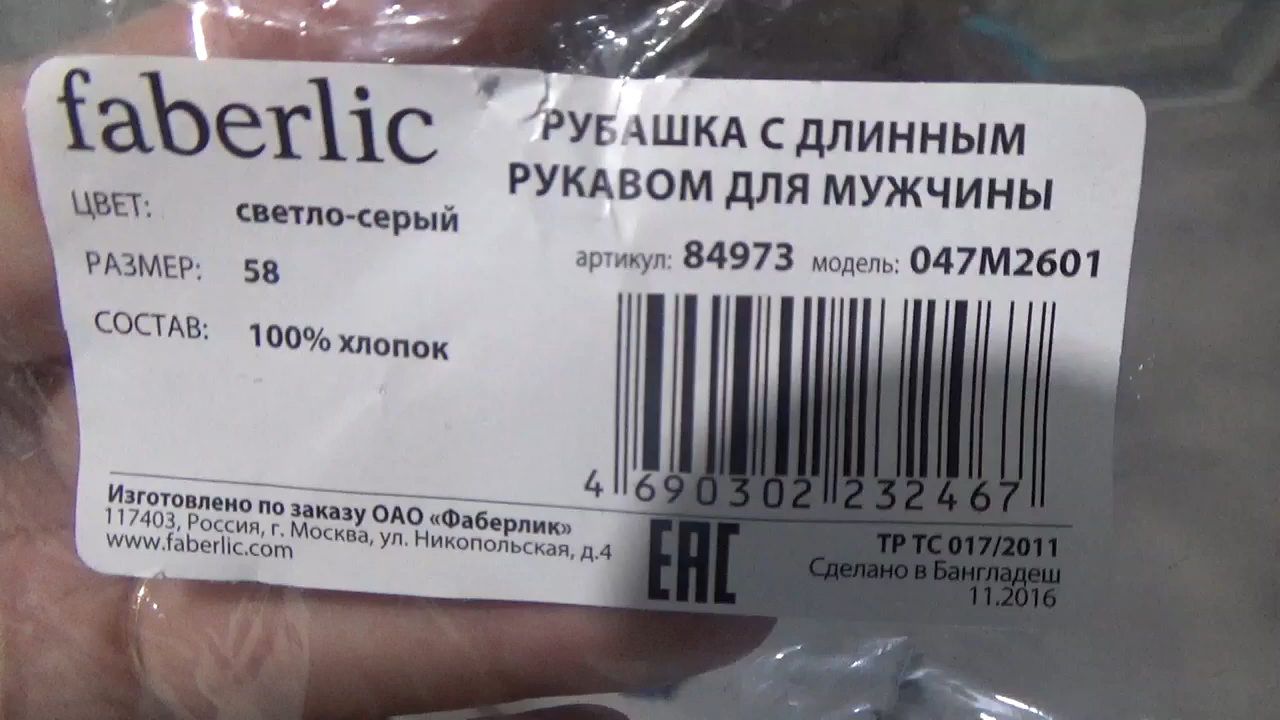 faberlic
РУБАШКА С ДЛИННЫМ
РУКАВОМ ДЛЯ МУЖЧИНЫ
ЦВЕТ: светло-серый
РАЗМЕР: 58
СОСТАВ: 100% хлопок
артикул: 84973 модель: 047M2601
4 690302 232467
Изготовлено по заказу ОАО «Фаберлик»
117403, Россия, г. Москва, ул. Никопольская, д.4
www.faberlic.com
EAC
ТР ТС 017/2011
Сделано в Бангладеш
11.2016